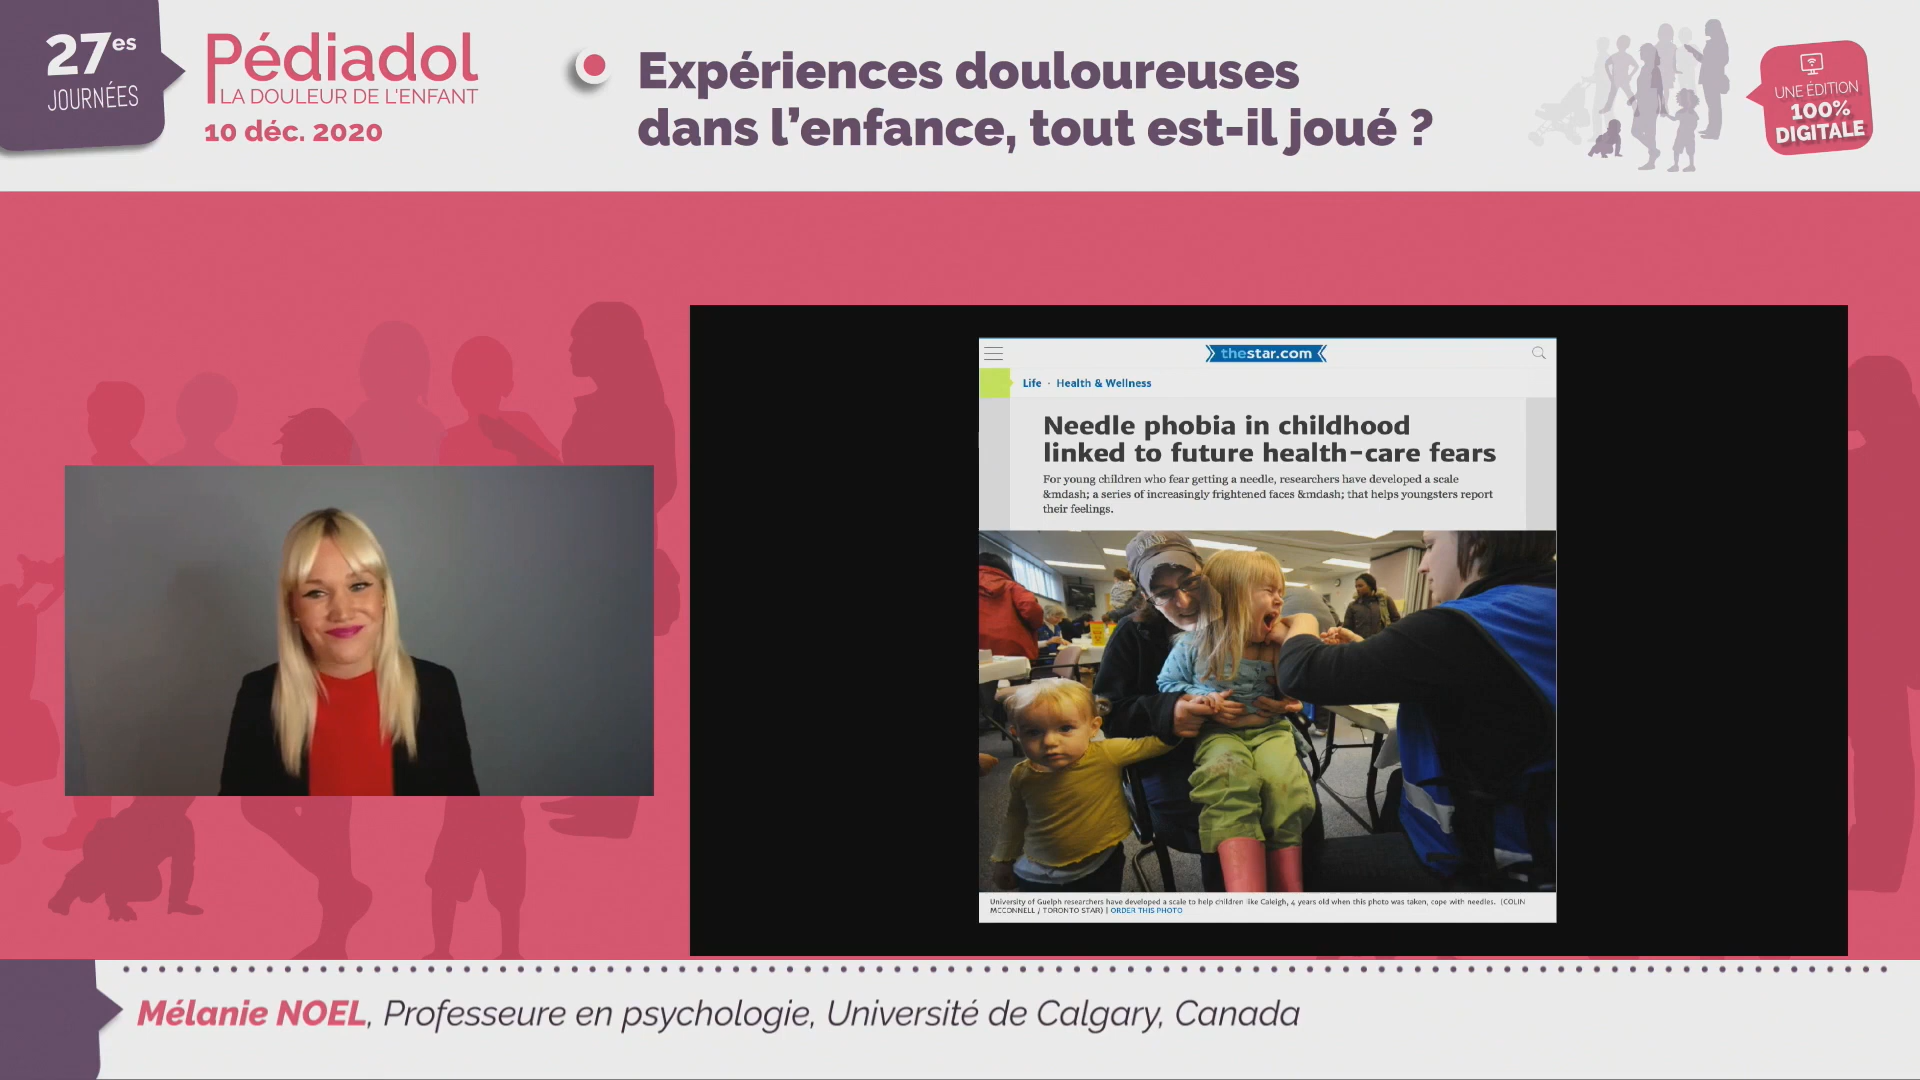 27es
JOURNÉES
Pédiadol
LA DOULEUR DE L'ENFANT
10 déc. 2020
Expériences douloureuses
dans l'enfance, tout est-il joué ?
UNE ÉDITION
100%
DIGITALE
thestar.com
Life · Health & Wellness
Needle phobia in childhood
linked to future health-care fears
For young children who fear getting a needle, researchers have developed a scale
&mdash; a series of increasingly frightened faces &mdash; that helps youngsters report
their feelings.
University of Guelph researchers have developed a scale to help children like Caleigh, 4 years old when this photo was taken, cope with needles. (COLIN
MCCONNELL / TORONTO STAR) | ORDER THIS PHOTO
Mélanie NOEL, Professeure en psychologie, Université de Calgary, Canada